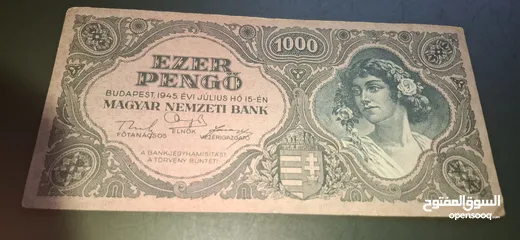 1000
EZER
PENGŐ
BUDAPEST, 1945. ÉVI JÚLIUS HÓ 15-ÉN
MAGYAR NEMZETI BANK
FŐTANÁCSOS
ELNÖK
VEZÉRIGAZGATÓ
A BANKJEGYHAMISÍTÁST
A TÖRVÉNY BÜNTETI
السوق المفتوح
opensooq.com